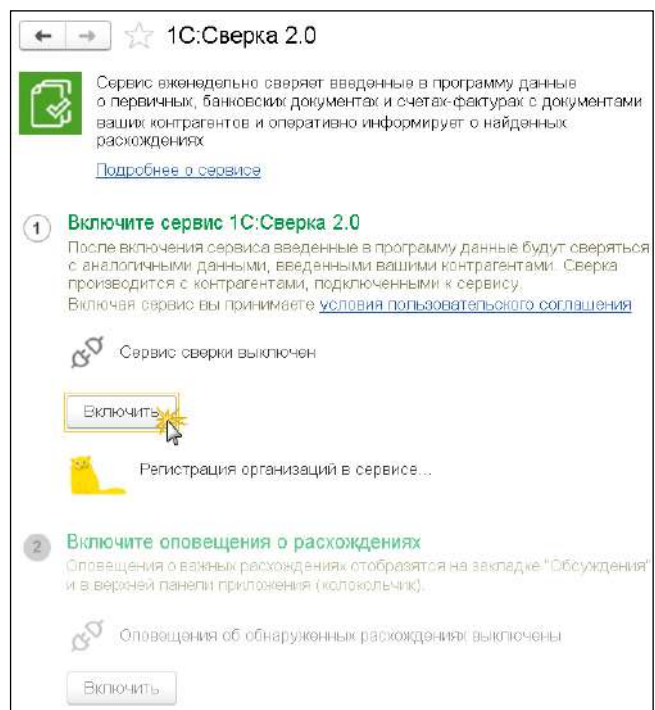 1С:Сверка 2.0
Сервис еженедельно сверяет введенные в программу данные
о первичных, банковских документах и счетах-фактурах с документами
ваших контрагентов и оперативно информирует о найденных
расхождениях
Подробнее о сервисе
1 Включите сервис 1С:Сверка 2.0
После включения сервиса введенные в программу данные будут сверяться
с аналогичными данными, введенными вашими контрагентами. Сверка
производится с контрагентами, подключенными к сервису.
Включая сервис вы принимаете условия пользовательского соглашения
Сервис сверки выключен
Включить
Регистрация организаций в сервисе...
2 Включите оповещения о расхождениях
Оповещения о важных расхождениях отобразятся на закладке "Обсуждения"
и в верхней панели приложения (колокольчик).
Оповещения об обнаруженных расхождениях выключены
Включить